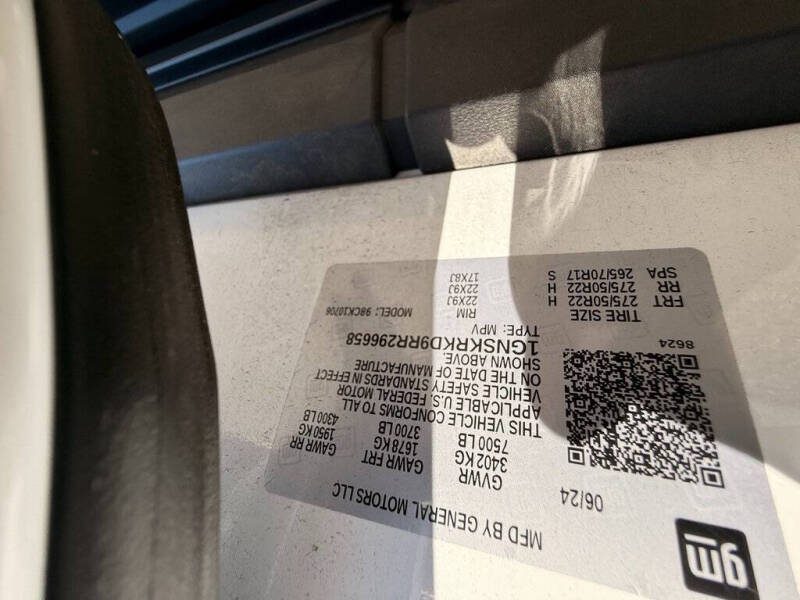 gm
MFD BY GENERAL MOTORS LLC
06/24
GVWR GAWR FRT GAWR RR
3402 KG 1678 KG 1950 KG
7500 LB 3700 LB 4300 LB
THIS VEHICLE CONFORMS TO ALL
APPLICABLE U.S. FEDERAL MOTOR
VEHICLE SAFETY STANDARDS IN EFFECT
ON THE DATE OF MANUFACTURE
SHOWN ABOVE.
1GNSKRKD9RR296658
TYPE: MPV MODEL: 98CK10706
8624
TIRE SIZE RIM
FRT 275/50R22 H 22X9J
RR 275/50R22 H 22X9J
SPA 265/70R17 S 17X8J